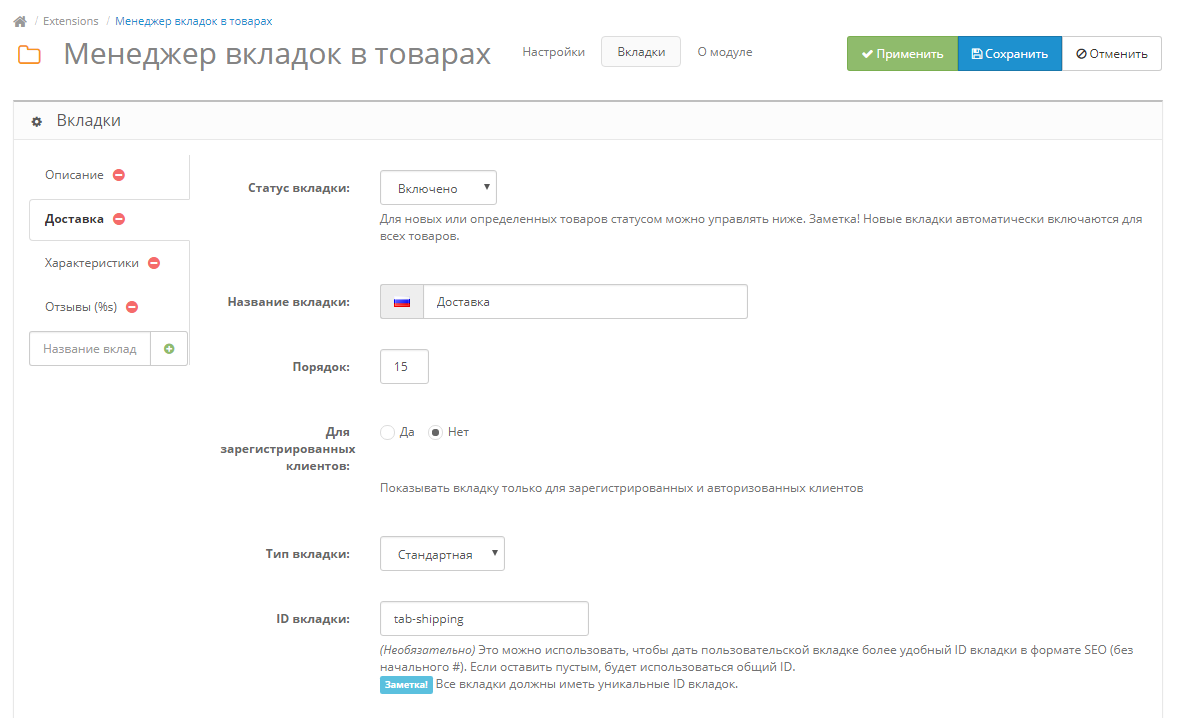 / Extensions / Менеджер вкладок в товарах
Менеджер вкладок в товарах
Настройки Вкладки О модуле
Применить Сохранить Отменить
Вкладки
Описание
Доставка
Характеристики
Отзывы (%s)
Название вклад
Статус вкладки: Включено
Для новых или определенных товаров статусом можно управлять ниже. Заметка! Новые вкладки автоматически включаются для
всех товаров.
Название вкладки: Доставка
Порядок: 15
Для
зарегистрированных
клиентов:
Да Нет
Показывать вкладку только для зарегистрированных и авторизованных клиентов
Тип вкладки: Стандартная
ID вкладки: tab-shipping
(Необязательно) Это можно использовать, чтобы дать пользовательской вкладке более удобный ID вкладки в формате SEO (без
начального #). Если оставить пустым, будет использоваться общий ID.
Заметка! Все вкладки должны иметь уникальные ID вкладок.